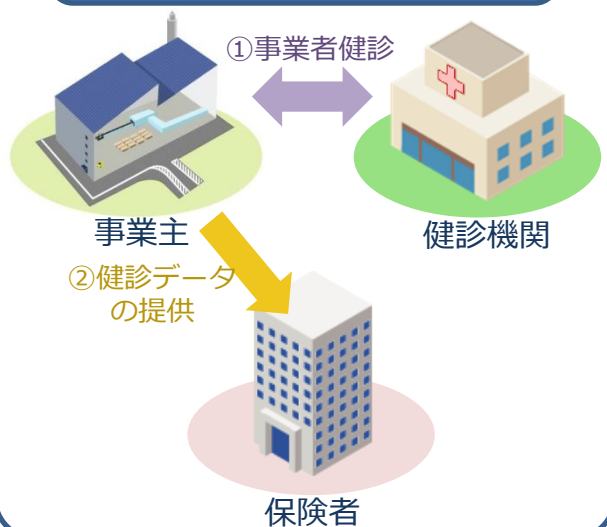 ①事業者健診
事業主
健診機関
②健診データ
の提供
保険者